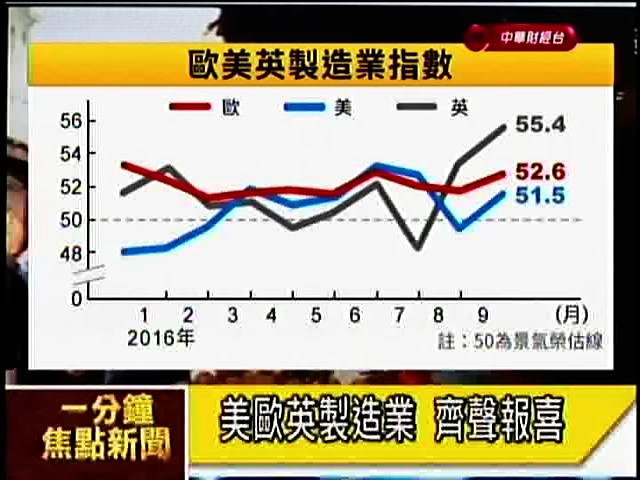 中華財經台
歐美英製造業指數
歐 美 英
56
54
52
50
48
0
55.4
52.6
51.5
1 2 3 4 5 6 7 8 9 (月)
2016年
註：50為景氣榮估線
一分鐘
焦點新聞
美歐英製造業 齊聲報喜